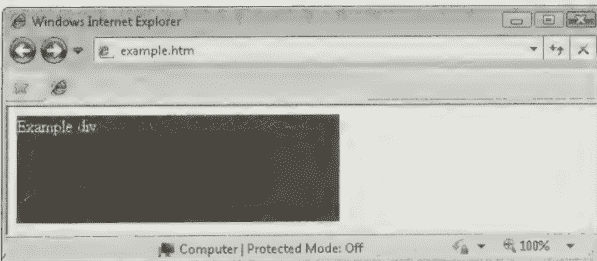 Windows Internet Explorer
example.htm
Example div
Computer | Protected Mode: Off
100%